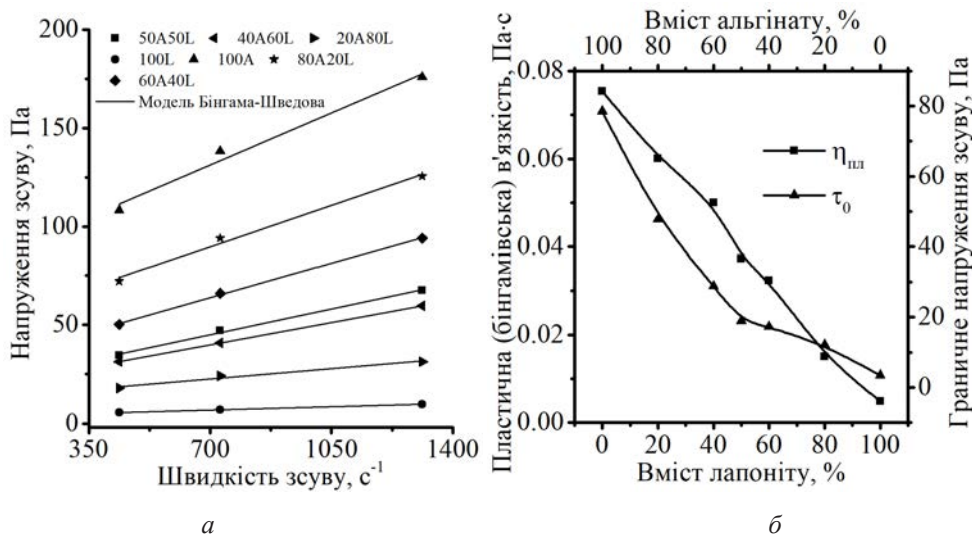 200
150
100
50
0
350
700
1050
1400
Напруження зсуву, Па
Швидкість зсуву, с⁻¹
50A50L 40A60L 20A80L
100L 100A 80A20L
60A40L
Модель Бінгама-Шведова
а
Вміст альгінату, %
100 80 60 40 20 0
Пластична (бінгамівська) в'язкість, Па·с
0.08
0.06
0.04
0.02
0.00
ηпл
τ0
80
60
40
20
0
Граничне напруження зсуву, Па
0 20 40 60 80 100
Вміст лапоніту, %
б